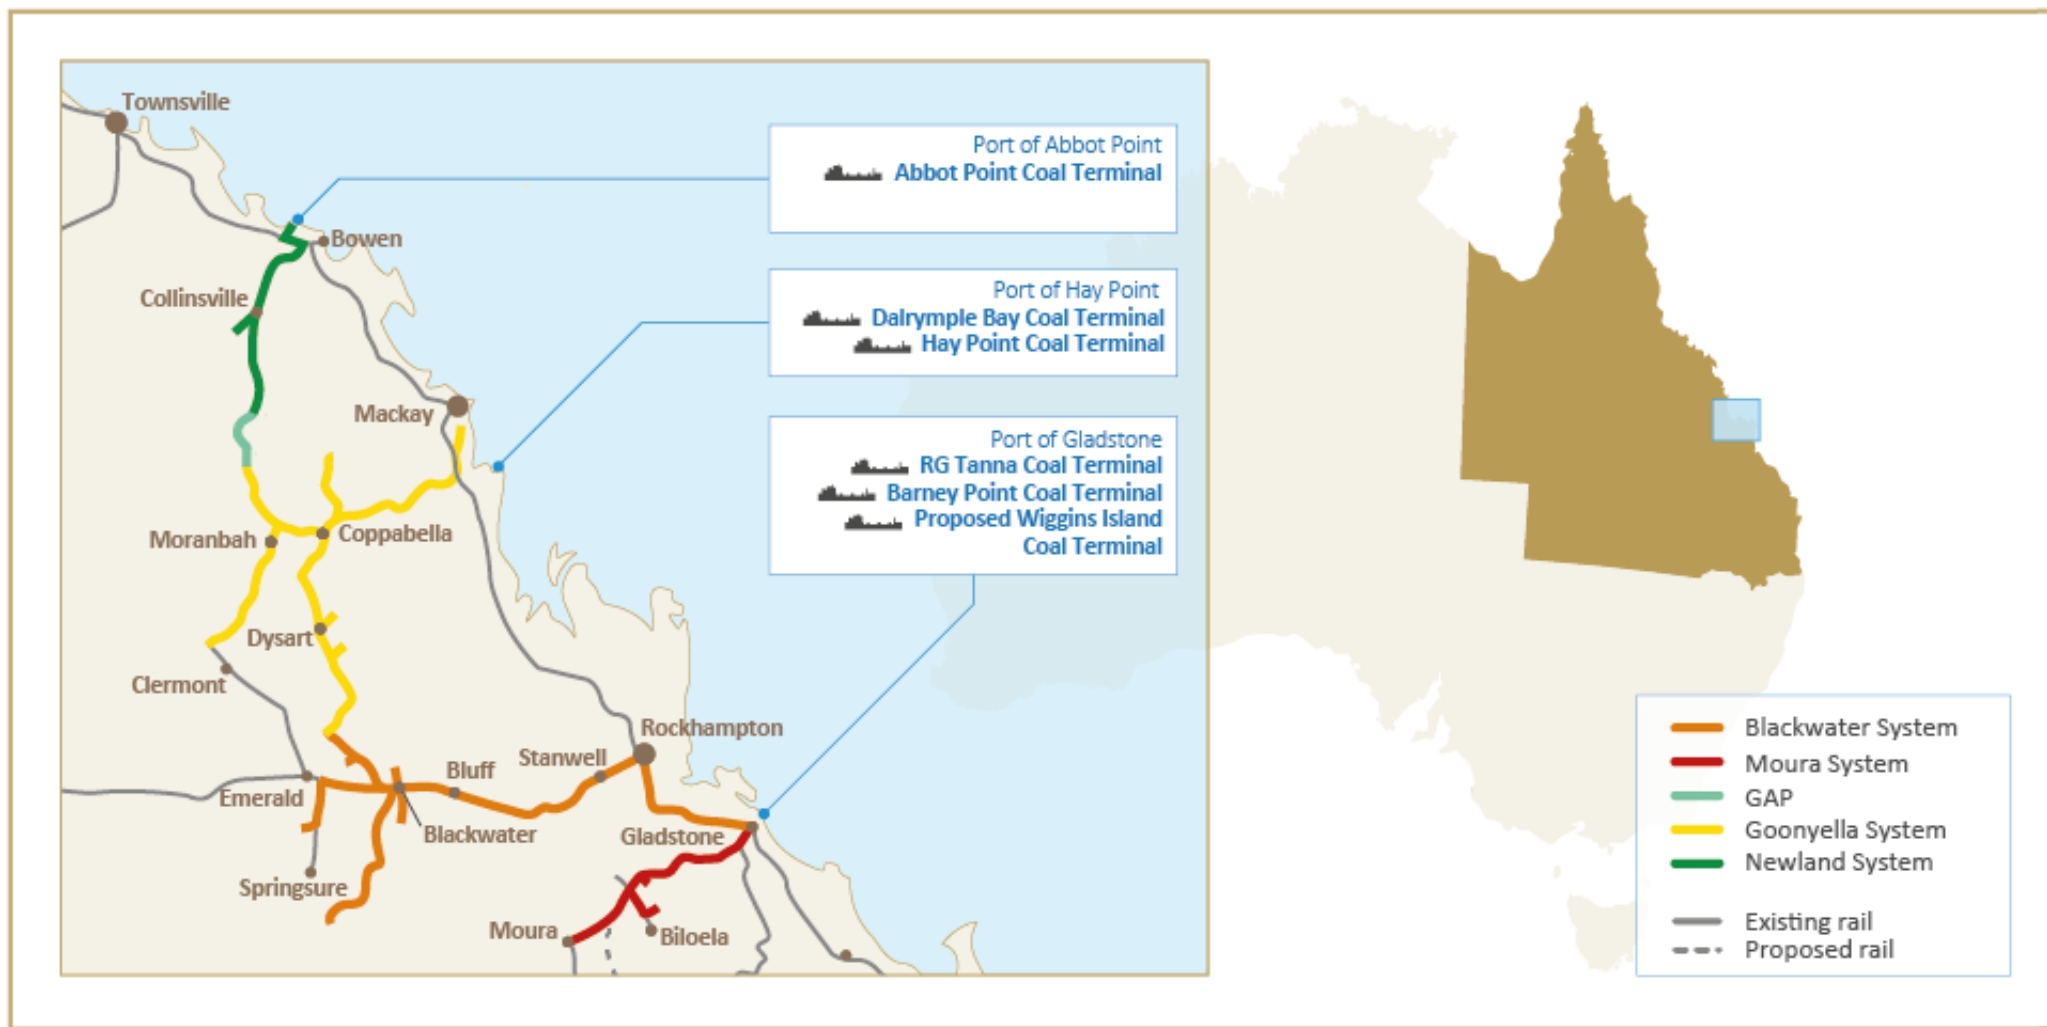 Townsville
Port of Abbot Point
Abbot Point Coal Terminal
Bowen
Collinsville
Port of Hay Point
Dalrymple Bay Coal Terminal
Hay Point Coal Terminal
Mackay
Port of Gladstone
RG Tanna Coal Terminal
Barney Point Coal Terminal
Proposed Wiggins Island
Coal Terminal
Moranbah
Coppabella
Dysart
Clermont
Rockhampton
Stanwell
Bluff
Emerald
Blackwater
Gladstone
Springsure
Moura
Biloela
Blackwater System
Moura System
GAP
Goonyella System
Newland System
Existing rail
Proposed rail